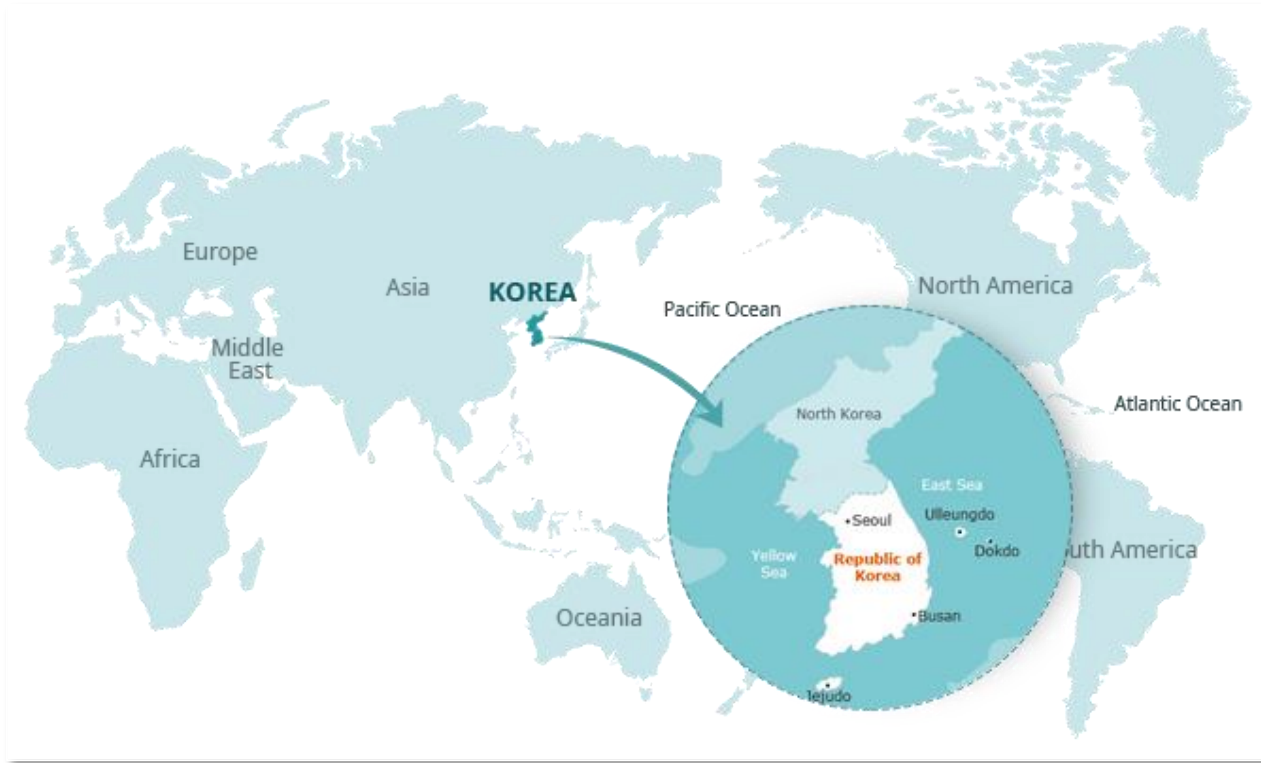 Europe
Asia
KOREA
North America
Pacific Ocean
Middle
East
Atlantic Ocean
North Korea
Africa
East Sea
Ulleungdo
Seoul
Dokdo
uth America
Yellow
Sea
Republic of
Korea
Oceania
Busan
Jejudo